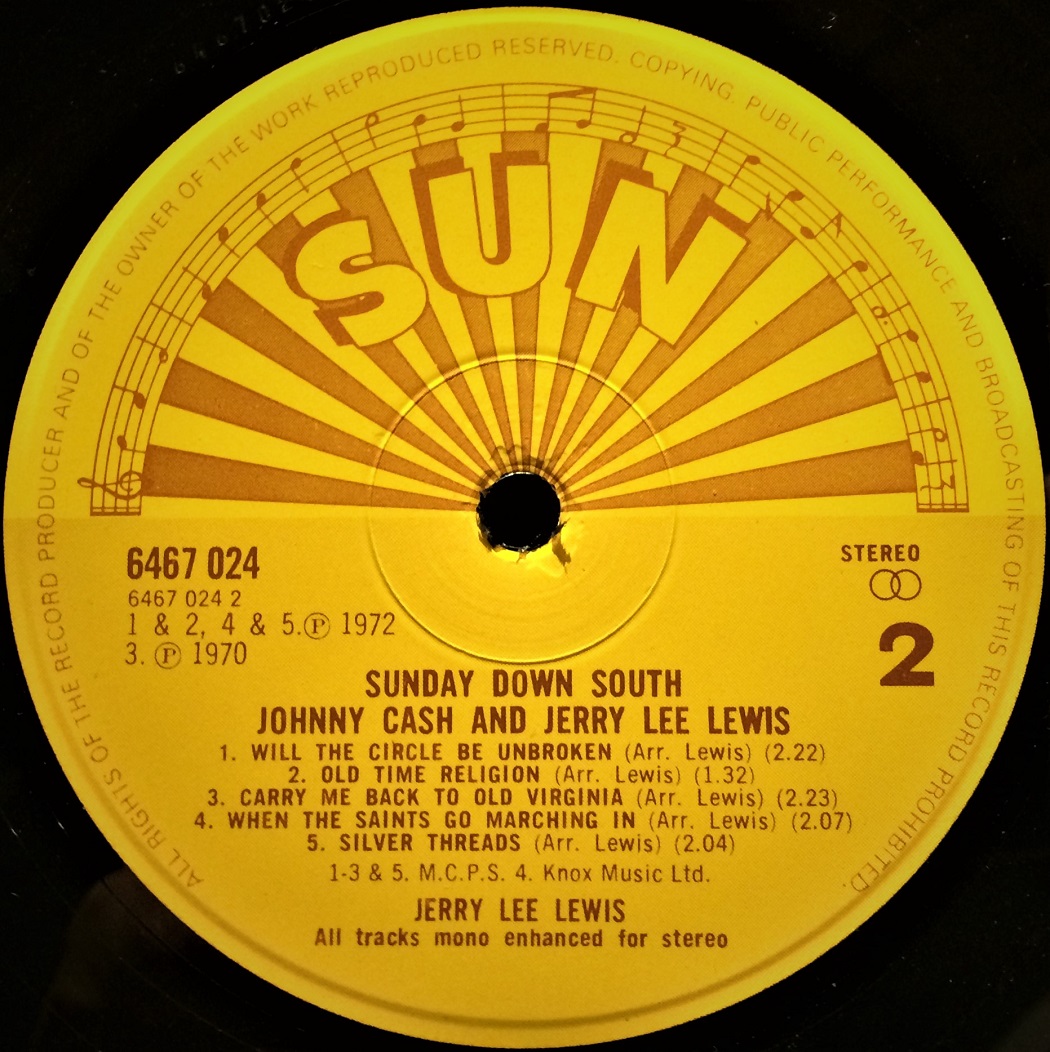 ALL RIGHTS OF THE RECORD PRODUCER AND OF THE OWNER OF THE WORK REPRODUCED RESERVED. COPYING. PUBLIC PERFORMANCE AND BROADCASTING OF THIS RECORD PROHIBITED.
SUN
6467 024
6467 024 2
1 & 2, 4 & 5.Ⓟ 1972
3. Ⓟ 1970
STEREO
2
SUNDAY DOWN SOUTH
JOHNNY CASH AND JERRY LEE LEWIS
1. WILL THE CIRCLE BE UNBROKEN (Arr. Lewis) (2.22)
2. OLD TIME RELIGION (Arr. Lewis) (1.32)
3. CARRY ME BACK TO OLD VIRGINIA (Arr. Lewis) (2.23)
4. WHEN THE SAINTS GO MARCHING IN (Arr. Lewis) (2.07)
5. SILVER THREADS (Arr. Lewis) (2.04)
1-3 & 5. M.C.P.S. 4. Knox Music Ltd.
JERRY LEE LEWIS
All tracks mono enhanced for stereo